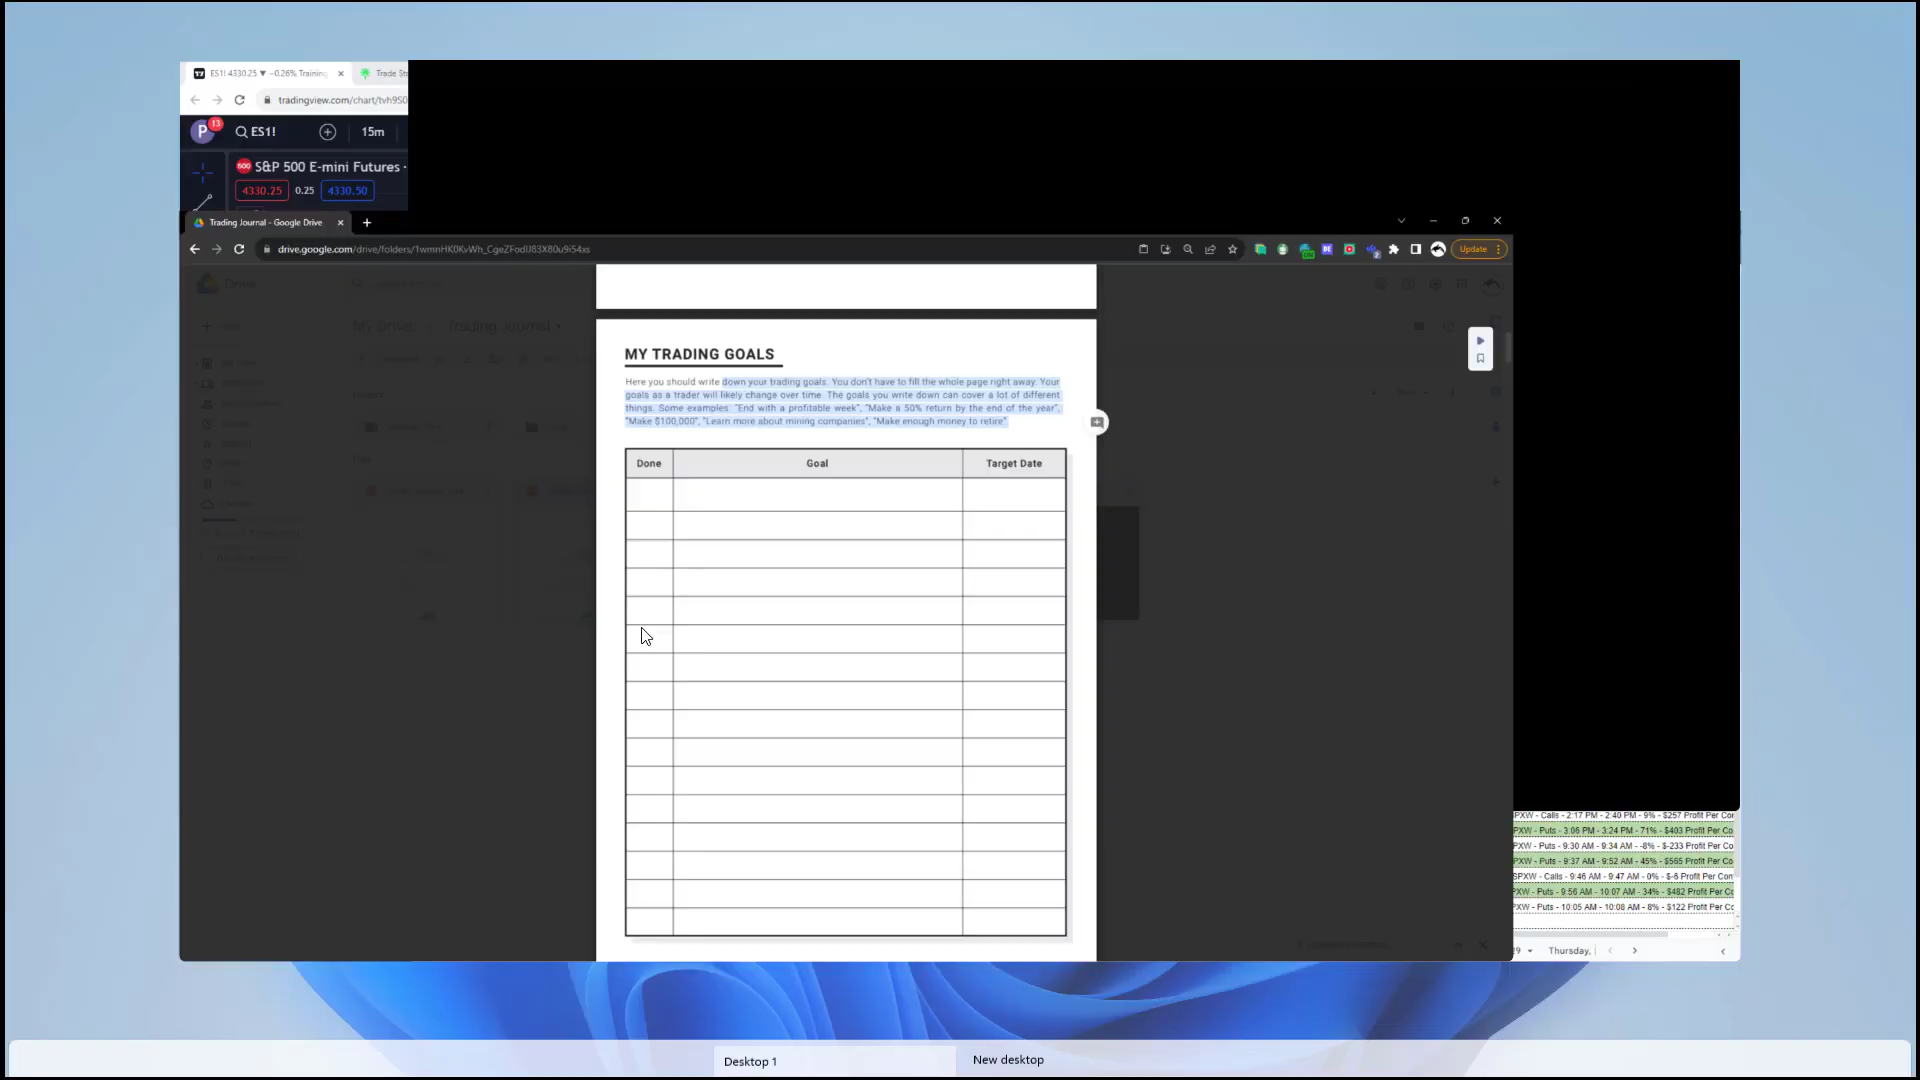 ES1! 4330.25 ▼ −0.26% Training
Trade Ste
tradingview.com/chart/tvh9S0
P
13
ES1!
15m
500
S&P 500 E-mini Futures ·
4330.25
0.25
4330.50
Trading Journal - Google Drive
Update
Drive
My Drive
Trading Journal
MY TRADING GOALS
Here you should write down your trading goals. You don't have to fill the whole page right away. Your
goals as a trader will likely change over time. The goals you write down can cover a lot of different
things. Some examples: "End with a profitable week", "Make a 50% return by the end of the year",
"Make $100,000", "Learn more about mining companies", "Make enough money to retire"
Done
Goal
Target Date
PXW - Calls - 2:17 PM - 2:40 PM - 9% - $257 Profit Per Cor
PXW - Puts - 3:06 PM - 3:24 PM - 71% - $403 Profit Per Co
PXW - Puts - 9:30 AM - 9:34 AM - -8% - $-233 Profit Per Co
PXW - Puts - 9:37 AM - 9:52 AM - 45% - $565 Profit Per Co
SPXW - Calls - 9:46 AM - 9:47 AM - 0% - $-6 Profit Per Con
PXW - Puts - 9:56 AM - 10:07 AM - 34% - $482 Profit Per Co
PXW - Puts - 10:05 AM - 10:08 AM - 8% - $122 Profit Per Co
Thursday,
Desktop 1
New desktop